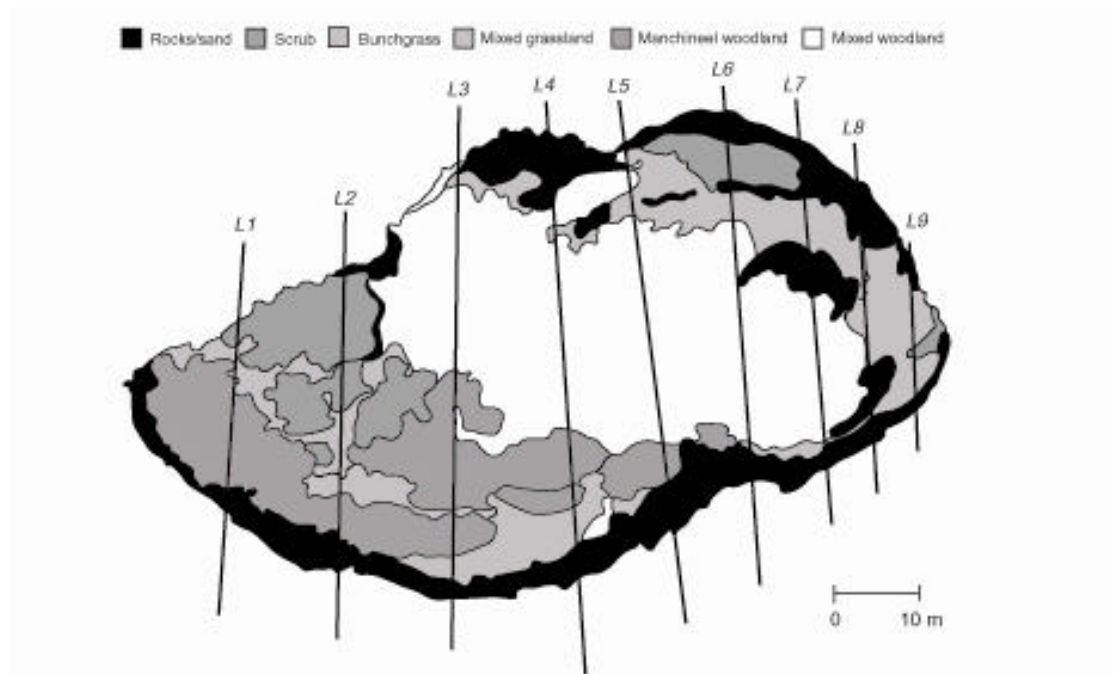 Rocks/sand Scrub Bunchgrass Mixed grassland Manchineel woodland Mixed woodland
L6
L3 L4 L5 L7
L8
L2
L1 L9
0 10 m